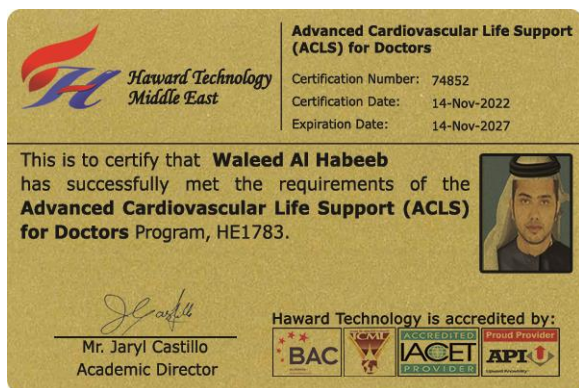 Haward Technology
Middle East
Advanced Cardiovascular Life Support
(ACLS) for Doctors
Certification Number: 74852
Certification Date: 14-Nov-2022
Expiration Date: 14-Nov-2027
This is to certify that Waleed Al Habeeb
has successfully met the requirements of the
Advanced Cardiovascular Life Support (ACLS)
for Doctors Program, HE1783.
Mr. Jaryl Castillo
Academic Director
Haward Technology is accredited by:
BAC
TCMI
ACCREDITED
IACET
PROVIDER
Proud Provider
API